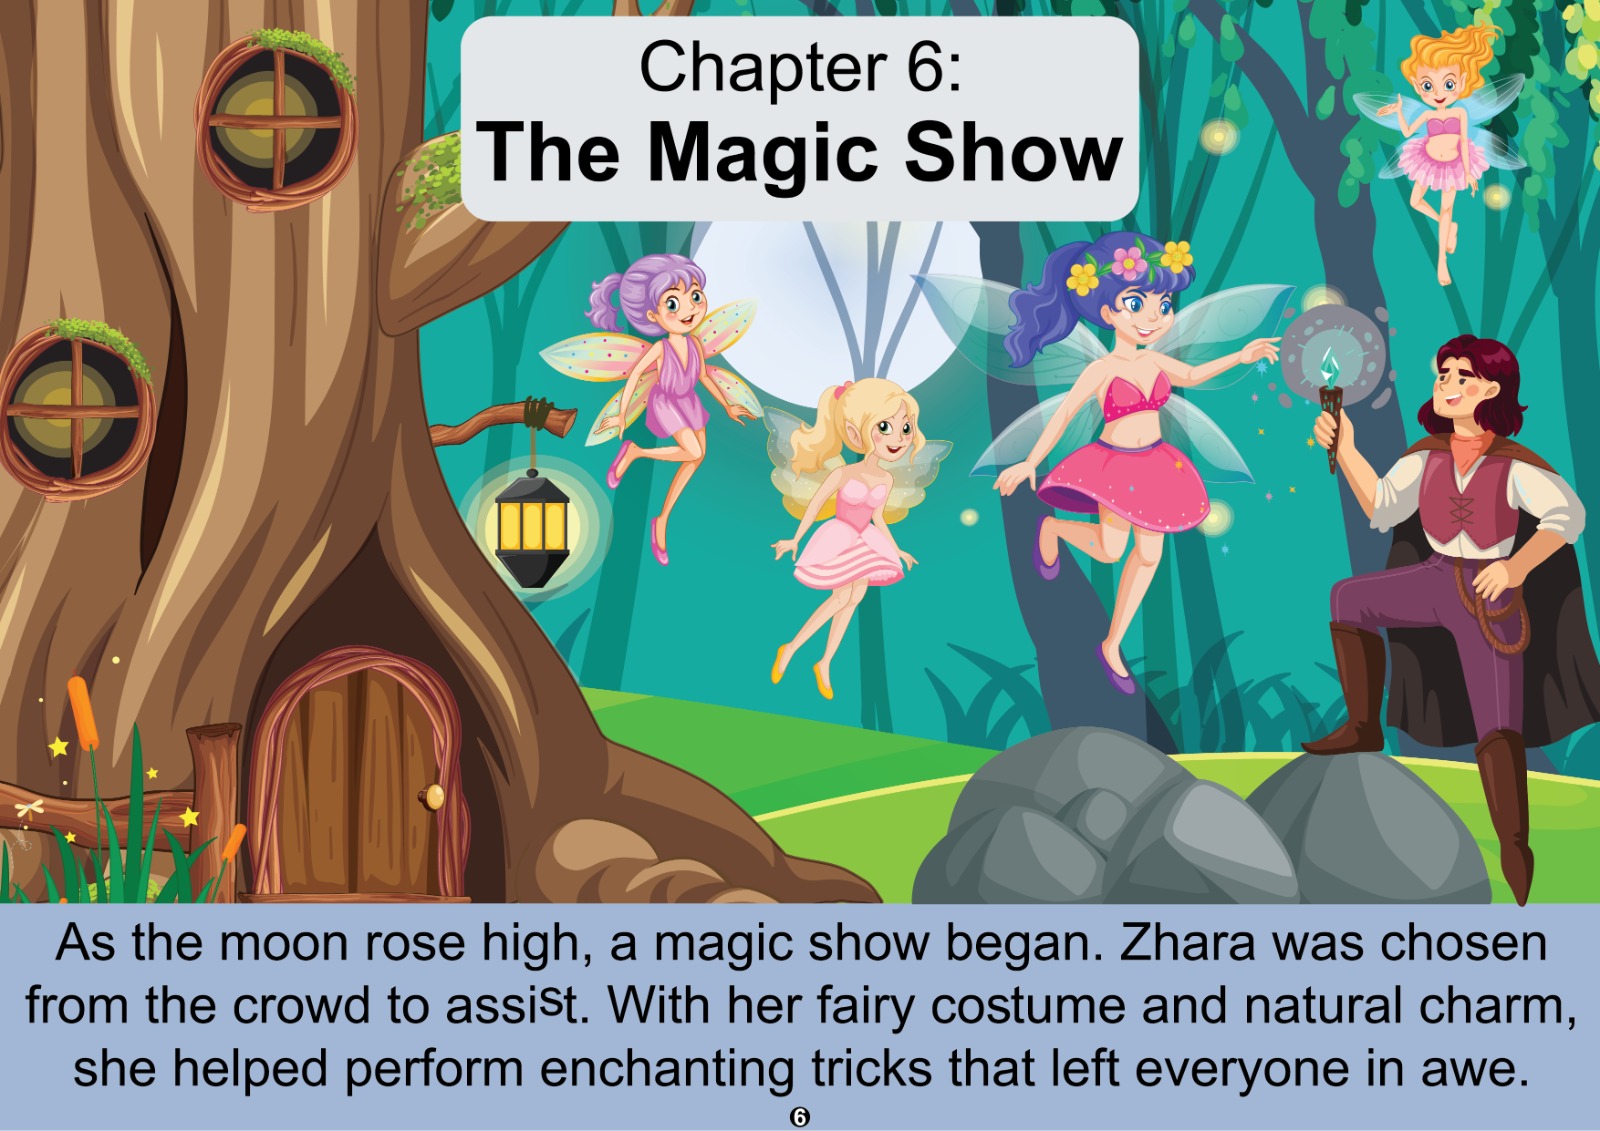 Chapter 6:
The Magic Show
As the moon rose high, a magic show began. Zhara was chosen
from the crowd to assist. With her fairy costume and natural charm,
she helped perform enchanting tricks that left everyone in awe.
6